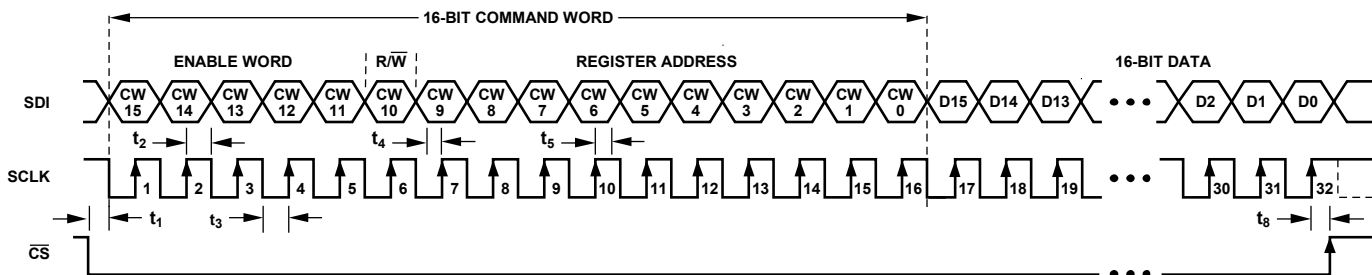 16-BIT COMMAND WORD
ENABLE WORD R/W̅ REGISTER ADDRESS 16-BIT DATA
SDI CW 15 CW 14 CW 13 CW 12 CW 11 CW 10 CW 9 CW 8 CW 7 CW 6 CW 5 CW 4 CW 3 CW 2 CW 1 CW 0 D15 D14 D13 ••• D2 D1 D0
t2 t4 t5
SCLK 1 2 3 4 5 6 7 8 9 10 11 12 13 14 15 16 17 18 19 ••• 30 31 32
t1 t3 t8
C̅S̅ •••